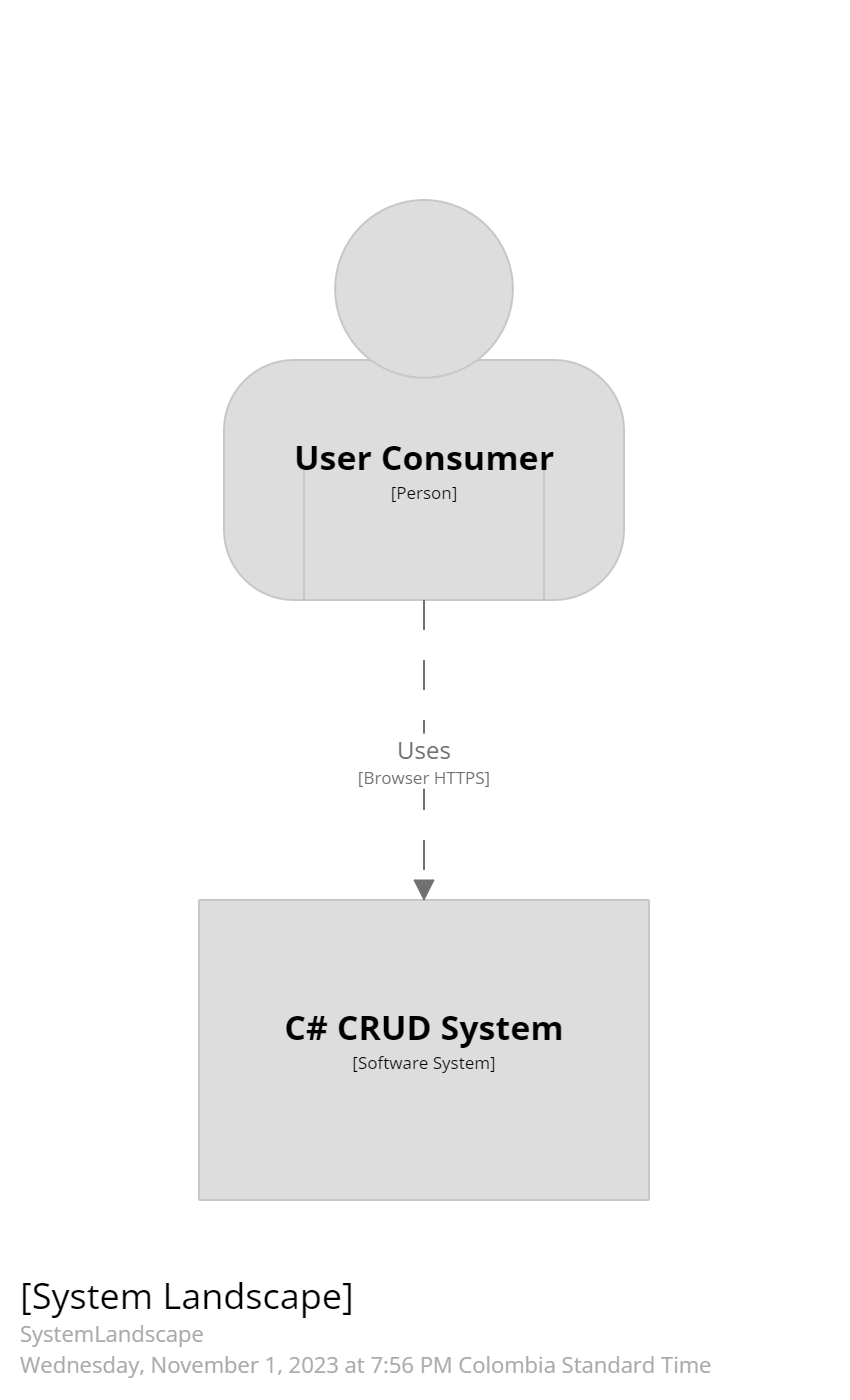 User Consumer
[Person]
Uses
[Browser HTTPS]
C# CRUD System
[Software System]
[System Landscape]
SystemLandscape
Wednesday, November 1, 2023 at 7:56 PM Colombia Standard Time